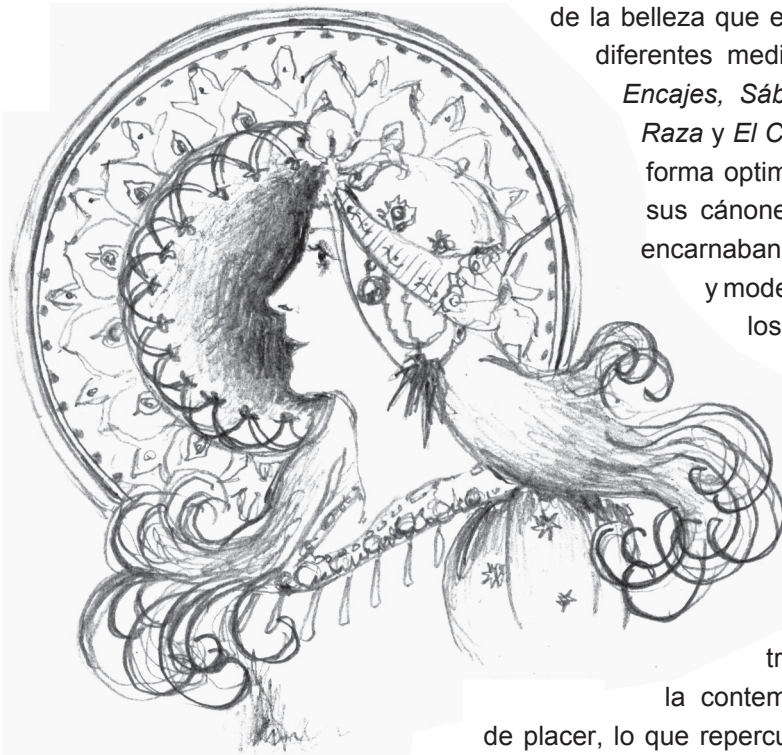 de la belleza que e
diferentes medi
Encajes, Sáb
Raza y El C
forma optim
sus cánone
encarnaban
y mode
los
tr
la contem
de placer, lo que repercu